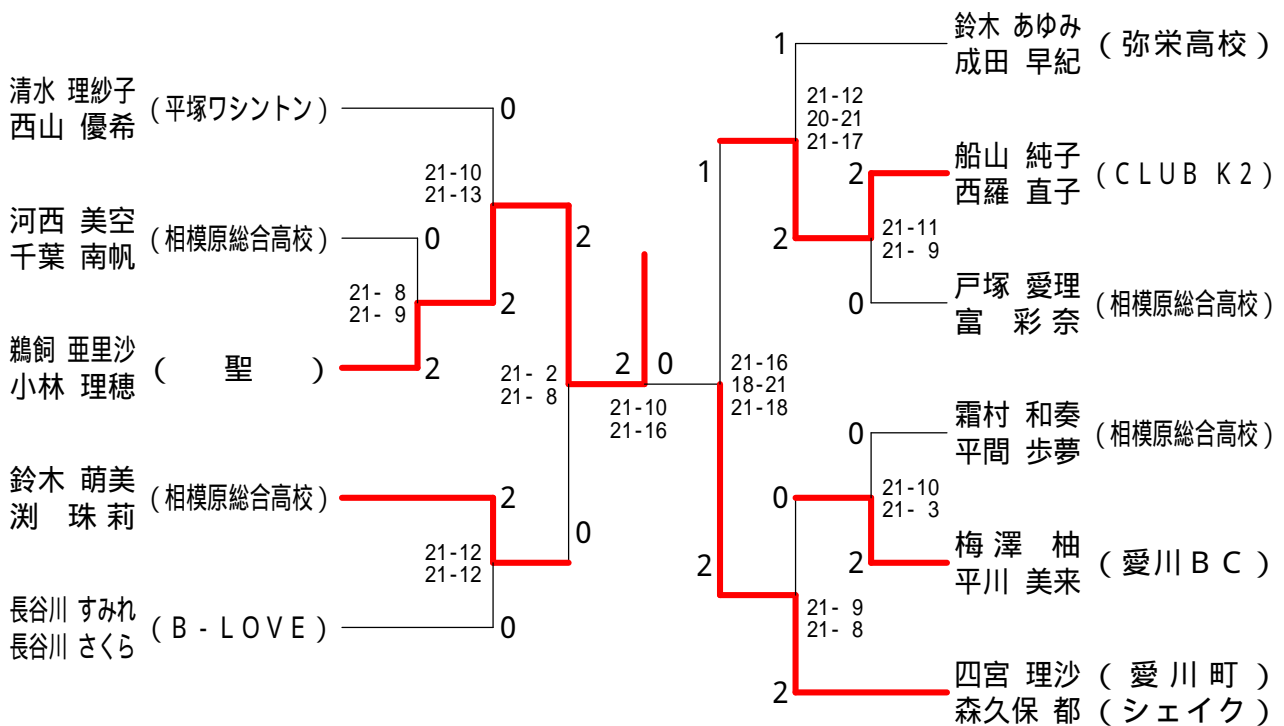 清水 理紗子
西山 優希
(平塚ワシントン)
0
21-10
21-13
河西 美空
千葉 南帆
(相模原総合高校)
0
21- 8
21- 9
2
鵜飼 亜里沙
小林 理穂
( 聖 )
2
2
21- 2
21- 8
鈴木 萌美
渕 珠莉
(相模原総合高校)
2
0
21-12
21-12
長谷川 すみれ
長谷川 さくら
(B-LOVE)
0
2
0
21-10
21-16
1
鈴木 あゆみ
成田 早紀
(弥栄高校)
21-12
20-21
21-17
1
2
船山 純子
西羅 直子
(CLUB K2)
2
21-11
21- 9
0
戸塚 愛理
富 彩奈
(相模原総合高校)
21-16
18-21
21-18
0
霜村 和奏
平間 歩夢
(相模原総合高校)
0
21-10
21- 3
2
2
梅澤 柚
平川 美来
(愛川BC)
21- 9
21- 8
2
四宮 理沙
(愛川町)
森久保 都
(シェイク)